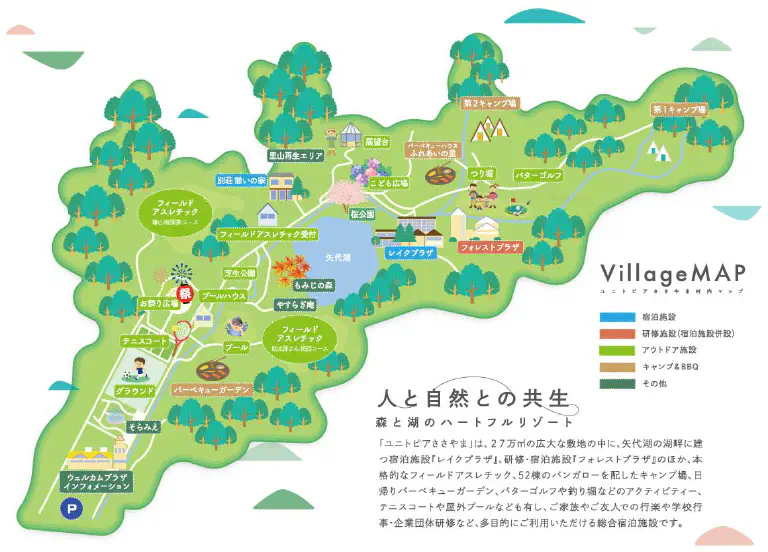 第2キャンプ場
第1キャンプ場
展望台
バーベキューハウス
ふれあいの里
里山再生エリア
つり堀
パターゴルフ
別荘 憩いの家
こども広場
フィールド
アスレチック
桜公園
フィールドアスレチック受付
レイクプラザ
フォレストプラザ
矢代湖
芝生公園
もみじの森
お祭り広場
祭
プールハウス
やすらぎ庵
フィールド
アスレチック
テニスコート
プール
グラウンド
バーベキューガーデン
そらみえ
ウェルカムプラザ
インフォメーション
P
VillageMAP
ユニトピアささやま村内マップ
宿泊施設
研修施設(宿泊施設併設)
アウトドア施設
キャンプ&BBQ
その他
人と自然との共生
森と湖のハートフルリゾート
「ユニトピアささやま」は、27万㎡の広大な敷地の中に、矢代湖の湖畔に建
つ宿泊施設『レイクプラザ』、研修・宿泊施設『フォレストプラザ』のほか、本
格的なフィールドアスレチック、52棟のバンガローを配したキャンプ場、日
帰りバーベキューガーデン、パターゴルフや釣り堀などのアクティビティー、
テニスコートや屋外プールなども有し、ご家族やご友人での行楽や学校行
事・企業団体研修など、多目的にご利用いただける総合宿泊施設です。